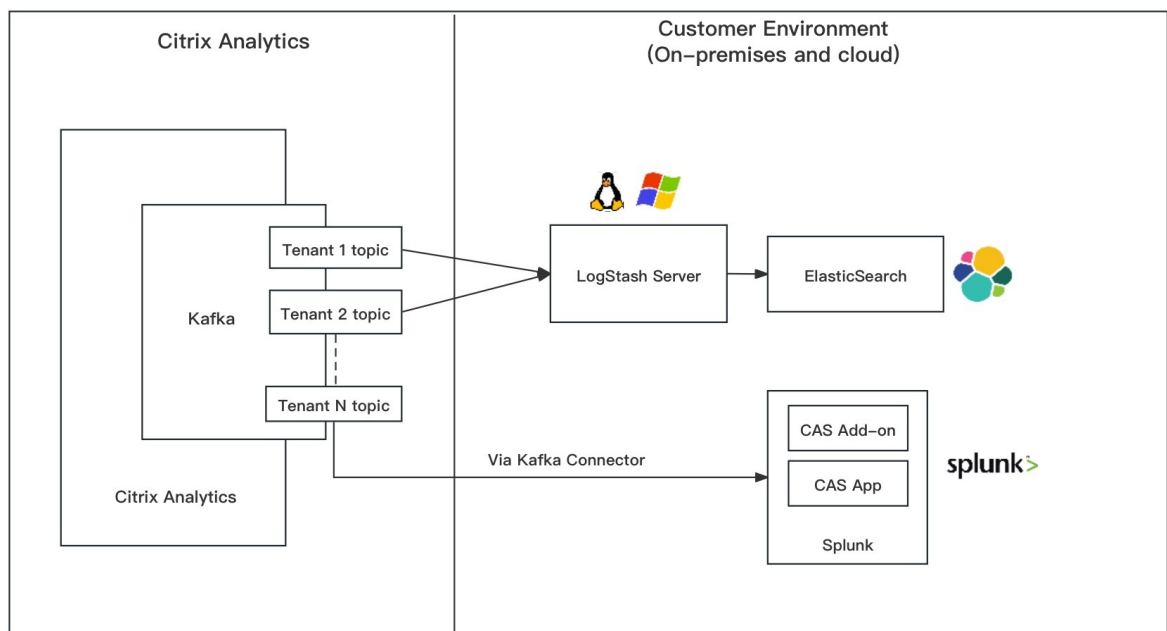 Citrix Analytics
Customer Environment
(On-premises and cloud)
Tenant 1 topic
LogStash Server
ElasticSearch
Kafka
Tenant 2 topic
Tenant N topic
CAS Add-on
Via Kafka Connector
splunk>
CAS App
Citrix Analytics
Splunk